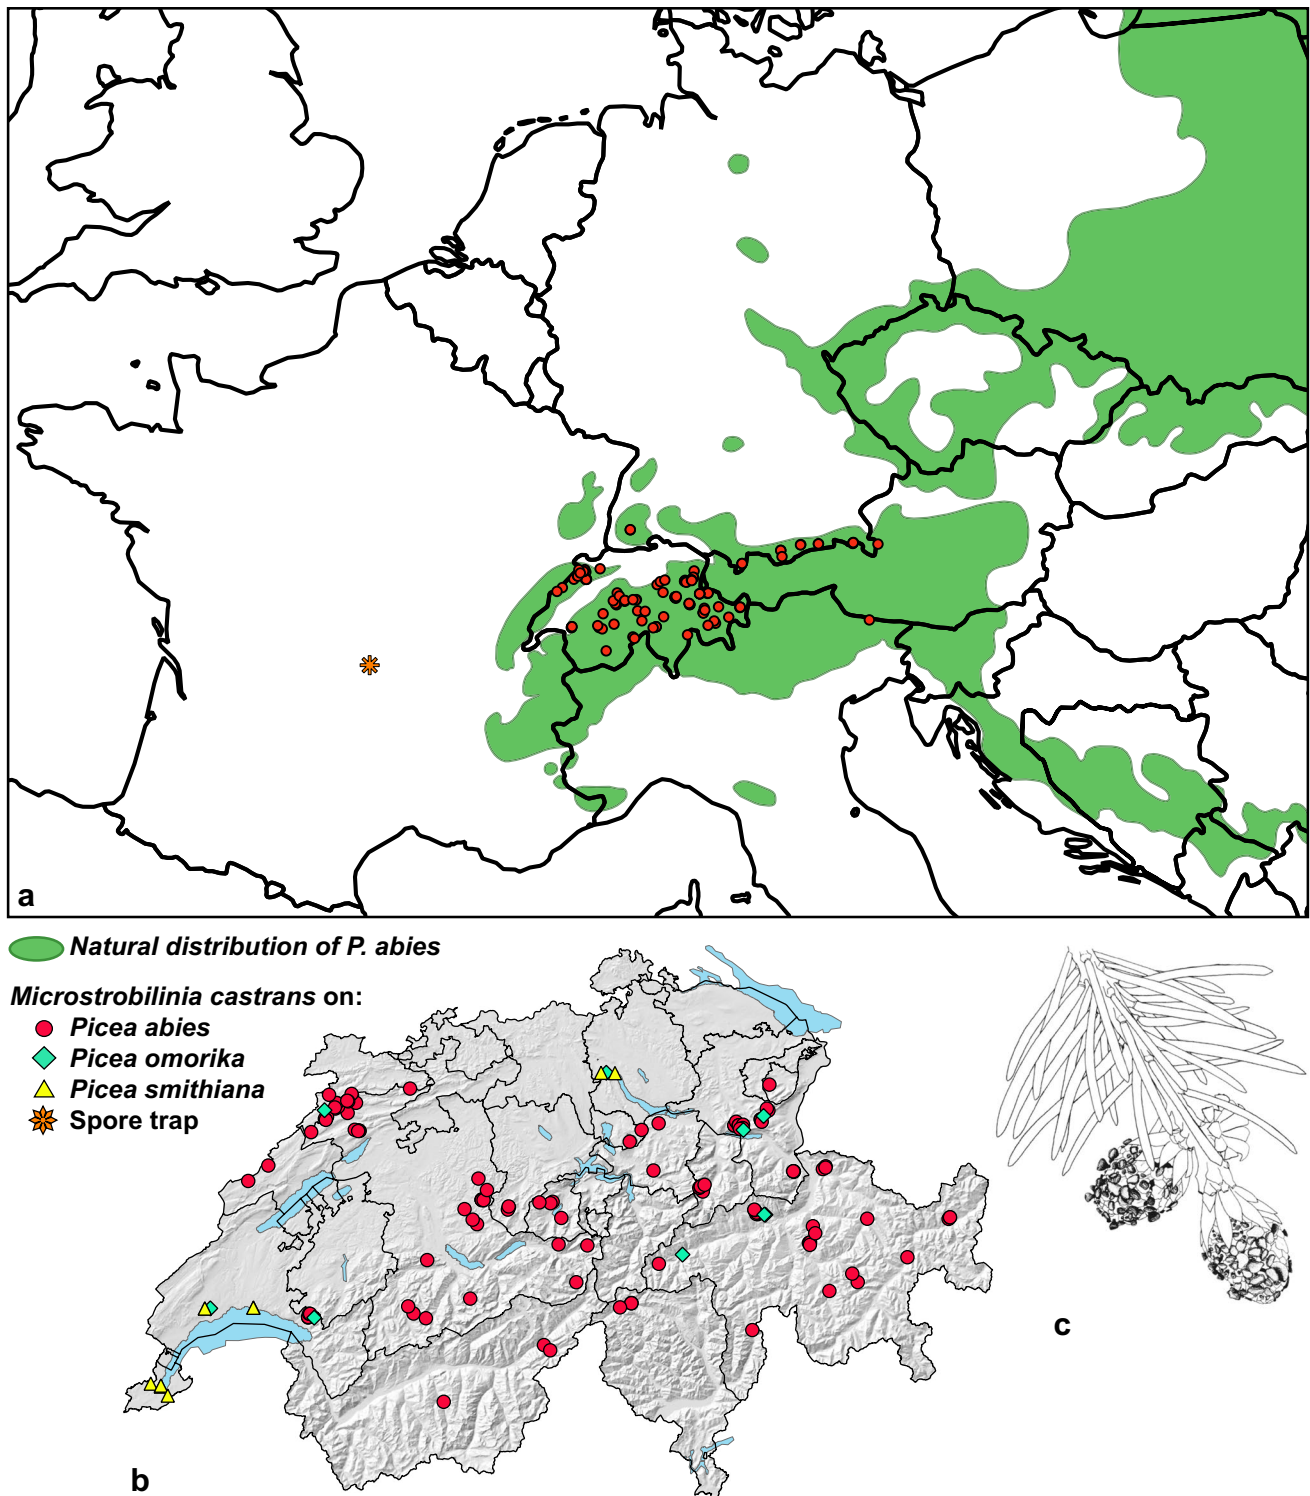 a
Natural distribution of P. abies
Microstrobilinia castrans on:
Picea abies
Picea omorika
Picea smithiana
Spore trap
b
c